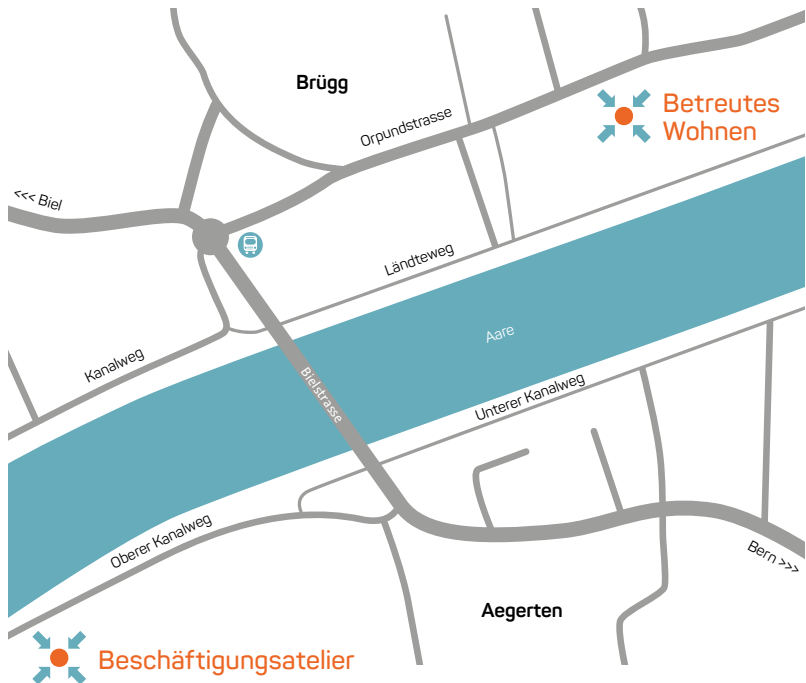 Brügg
Betreutes
Wohnen
Orpundstrasse
<<< Biel
Ländteweg
Aare
Kanalweg
Bielstrasse
Unterer Kanalweg
Oberer Kanalweg
Bern >>>
Aegerten
Beschäftigungsatelier